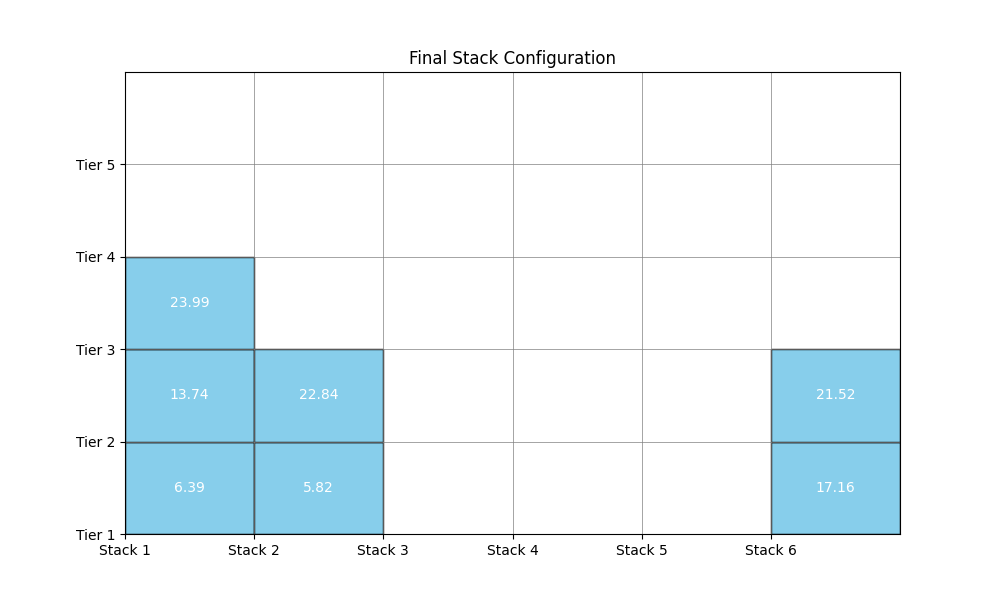 Final Stack Configuration
Tier 5
Tier 4
23.99
Tier 3
13.74 22.84 21.52
Tier 2
6.39 5.82 17.16
Tier 1
Stack 1 Stack 2 Stack 3 Stack 4 Stack 5 Stack 6